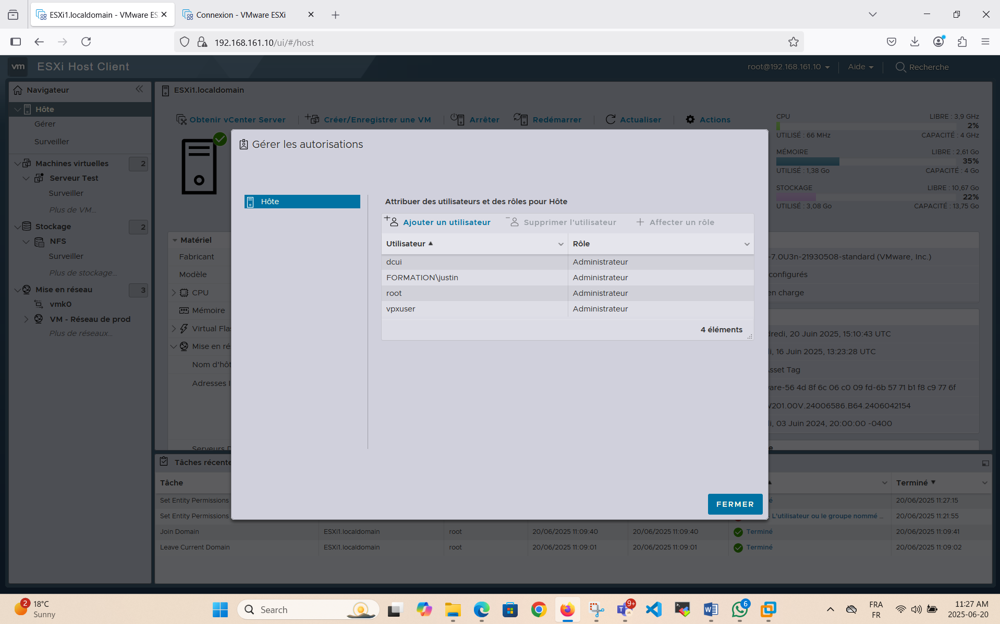 ESXi1.localdomain - VMware ES
Connexion - VMware ESXi
192.168.161.10/ui/#/host
vm
ESXi Host Client
root@192.168.161.10
Aide
Recherche
Navigateur
Hôte
Gérer
Surveiller
Machines virtuelles
2
Serveur Test
Surveiller
Plus de VM...
Stockage
2
NFS
Surveiller
Plus de stockage...
Mise en réseau
3
vmk0
VM - Réseau de prod
Plus de réseaux...
ESXi1.localdomain
Obtenir vCenter Server
Créer/Enregistrer une VM
Arrêter
Redémarrer
Actualiser
Actions
CPU
LIBRE : 3,9 GHz
2%
UTILISÉ : 66 MHz
CAPACITÉ : 4 GHz
MÉMOIRE
LIBRE : 2,61 Go
35%
UTILISÉ : 1,38 Go
CAPACITÉ : 4 Go
STOCKAGE
LIBRE : 10,67 Go
22%
UTILISÉ : 3,08 Go
CAPACITÉ : 13,75 Go
Matériel
Fabricant
Modèle
CPU
Mémoire
Virtual Fla
Mise en ré
Nom d'hôt
Adresses I
Serveurs D
Gérer les autorisations
Hôte
Attribuer des utilisateurs et des rôles pour Hôte
Ajouter un utilisateur
Supprimer l'utilisateur
Affecter un rôle
Utilisateur
Rôle
dcui
Administrateur
FORMATION\justin
Administrateur
root
Administrateur
vpxuser
Administrateur
4 éléments
FERMER
-7.0U3n-21930508-standard (VMware, Inc.)
configurés
en charge
dredi, 20 Juin 2025, 15:10:43 UTC
di, 16 Juin 2025, 13:23:28 UTC
Asset Tag
are-56 4d 8f 6c 06 c0 09 fd-6b 57 71 b1 f8 c9 77 6f
W201.00V.24006586.B64.2406042154
di, 03 Juin 2024, 20:00:00 -0400
Tâches récente
Tâche
Terminé
Set Entity Permissions
é
20/06/2025 11:27:15
Set Entity Permissions
L'utilisateur ou le groupe nommé ...
20/06/2025 11:21:55
Join Domain
ESXi1.localdomain
root
20/06/2025 11:09:40
20/06/2025 11:09:40
Terminé
20/06/2025 11:09:41
Leave Current Domain
ESXi1.localdomain
root
20/06/2025 11:09:01
20/06/2025 11:09:01
Terminé
20/06/2025 11:09:02
2
18°C
Sunny
Search
9+
6
FRA
FR
11:27 AM
2025-06-20